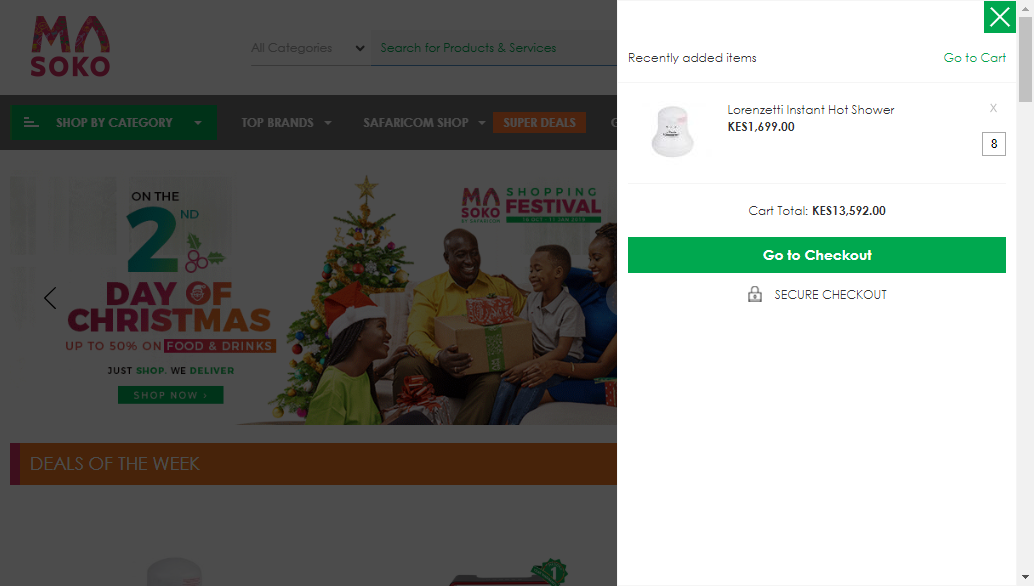 MA
SOKO
All Categories
Search for Products & Services
SHOP BY CATEGORY
TOP BRANDS
SAFARICOM SHOP
SUPER DEALS
ON THE
2ND
DAY OF
CHRISTMAS
UP TO 50% ON FOOD & DRINKS
JUST SHOP. WE DELIVER
SHOP NOW ›
MA
SOKO
SHOPPING
FESTIVAL
DEALS OF THE WEEK
1
Recently added items
Go to Cart
Lorenzetti Instant Hot Shower
x
KES1,699.00
8
Cart Total: KES13,592.00
Go to Checkout
SECURE CHECKOUT